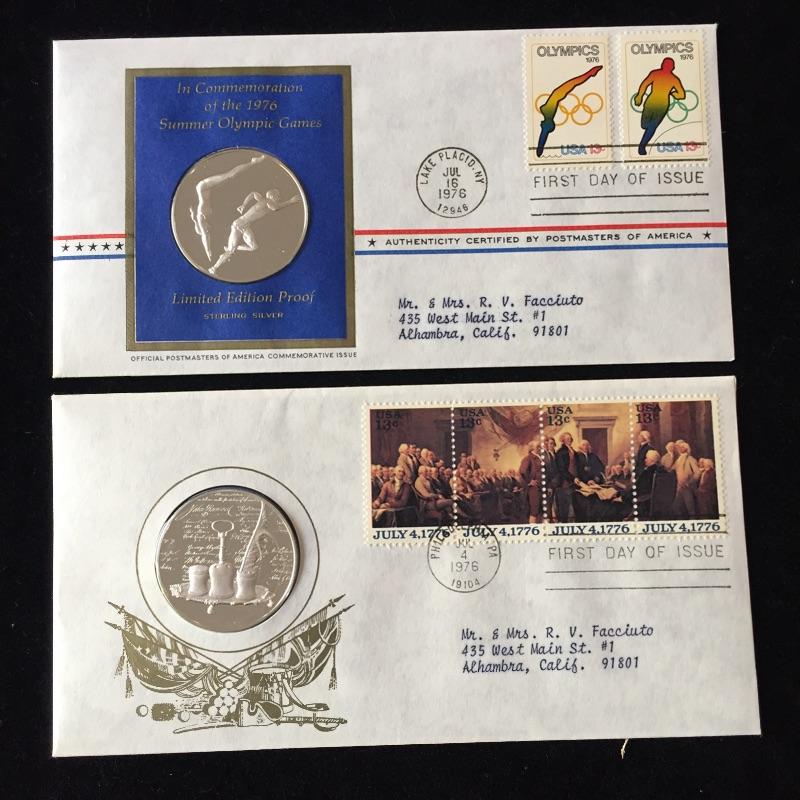 In Commemoration
of the 1976
Summer Olympic Games
Limited Edition Proof
STERLING SILVER
OFFICIAL POSTMASTERS OF AMERICA COMMEMORATIVE ISSUE
OLYMPICS
1976
USA 13c
OLYMPICS
1976
USA 13c
LAKE PLACID, NY
JUL
16
1976
12946
FIRST DAY OF ISSUE
★★★★★ ★ AUTHENTICITY CERTIFIED BY POSTMASTERS OF AMERICA ★
Mr. & Mrs. R. V. Facciuto
435 West Main St. #1
Alhambra, Calif. 91801
USA
13c
USA
13c
USA
13c
USA
13c
JULY 4, 1776
JULY 4, 1776
JULY 4, 1776
JULY 4, 1776
John Hancock
PA
JUL
4
1976
19104
FIRST DAY OF ISSUE
Mr. & Mrs. R. V. Facciuto
435 West Main St. #1
Alhambra, Calif. 91801